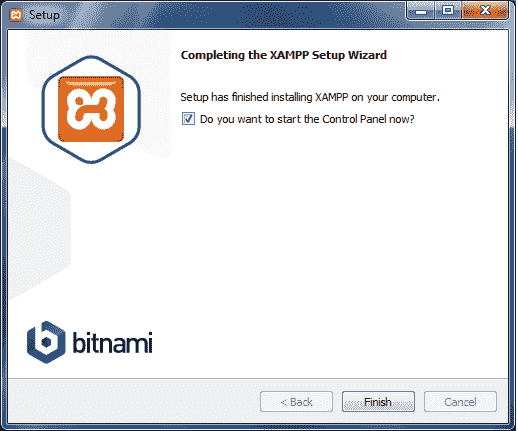 Setup
Completing the XAMPP Setup Wizard
Setup has finished installing XAMPP on your computer.
Do you want to start the Control Panel now?
bitnami
< Back
Finish
Cancel